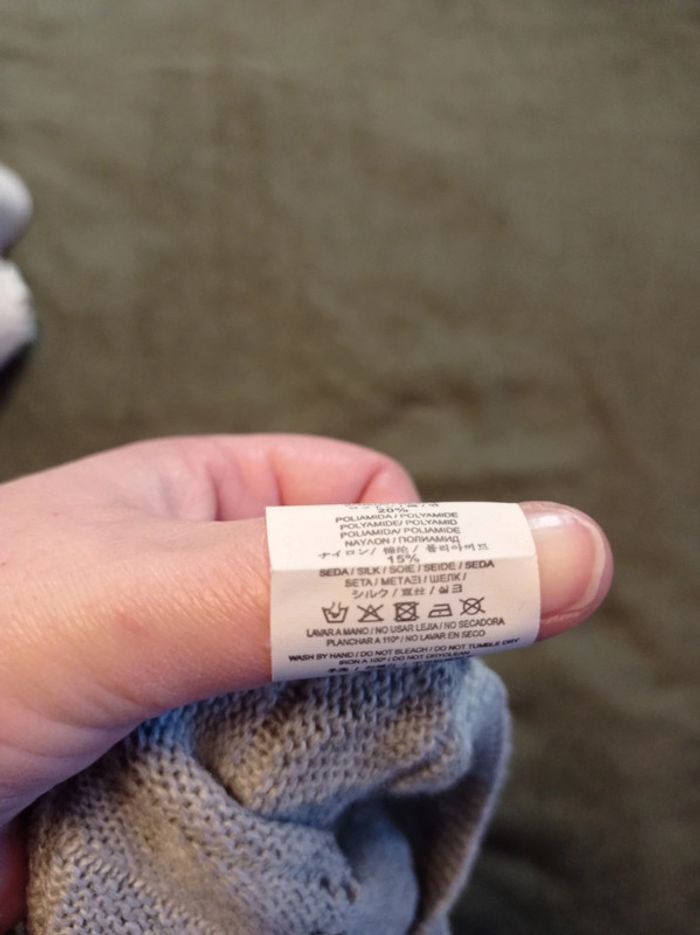 20%
POLIAMIDA / POLYAMIDE
POLYAMIDE / POLYAMID
POLIAMIDA / POLIAMIDE
ΝΑΥΛΟΝ / ПОЛИАМИД
ナイロン / 锦纶 / 폴리아미드
15%
SEDA / SILK / SOIE / SEIDE / SEDA
SETA / ΜΕΤΑΞΙ / ШЕЛК /
シルク / 蚕丝 / 실크
LAVAR A MANO / NO USAR LEJIA / NO SECADORA
PLANCHAR A 110° / NO LAVAR EN SECO
WASH BY HAND / DO NOT BLEACH / DO NOT TUMBLE DRY
IRON A 100° / DO NOT DRYCLEAN